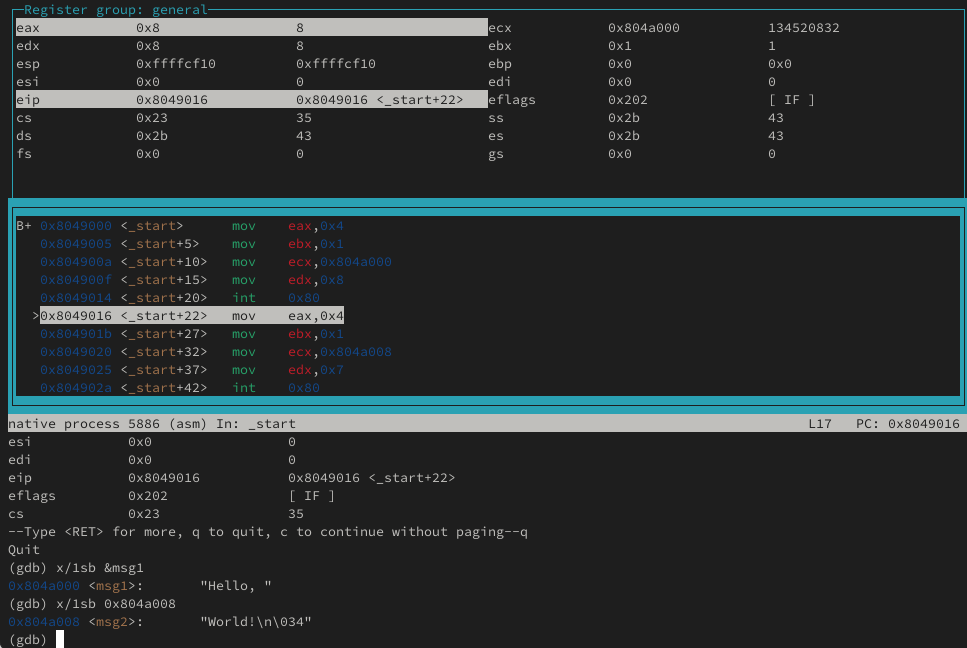 Register group: general
eax 0x8 8 ecx 0x804a000 134520832
edx 0x8 8 ebx 0x1 1
esp 0xffffcf10 0xffffcf10 ebp 0x0 0x0
esi 0x0 0 edi 0x0 0
eip 0x8049016 0x8049016 <_start+22> eflags 0x202 [ IF ]
cs 0x23 35 ss 0x2b 43
ds 0x2b 43 es 0x2b 43
fs 0x0 0 gs 0x0 0
B+ 0x8049000 <_start> mov eax,0x4
0x8049005 <_start+5> mov ebx,0x1
0x804900a <_start+10> mov ecx,0x804a000
0x804900f <_start+15> mov edx,0x8
0x8049014 <_start+20> int 0x80
>0x8049016 <_start+22> mov eax,0x4
0x804901b <_start+27> mov ebx,0x1
0x8049020 <_start+32> mov ecx,0x804a008
0x8049025 <_start+37> mov edx,0x7
0x804902a <_start+42> int 0x80
native process 5886 (asm) In: _start L17 PC: 0x8049016
esi 0x0 0
edi 0x0 0
eip 0x8049016 0x8049016 <_start+22>
eflags 0x202 [ IF ]
cs 0x23 35
--Type <RET> for more, q to quit, c to continue without paging--q
Quit
(gdb) x/1sb &msg1
0x804a000 <msg1>: "Hello, "
(gdb) x/1sb 0x804a008
0x804a008 <msg2>: "World!\n\034"
(gdb)